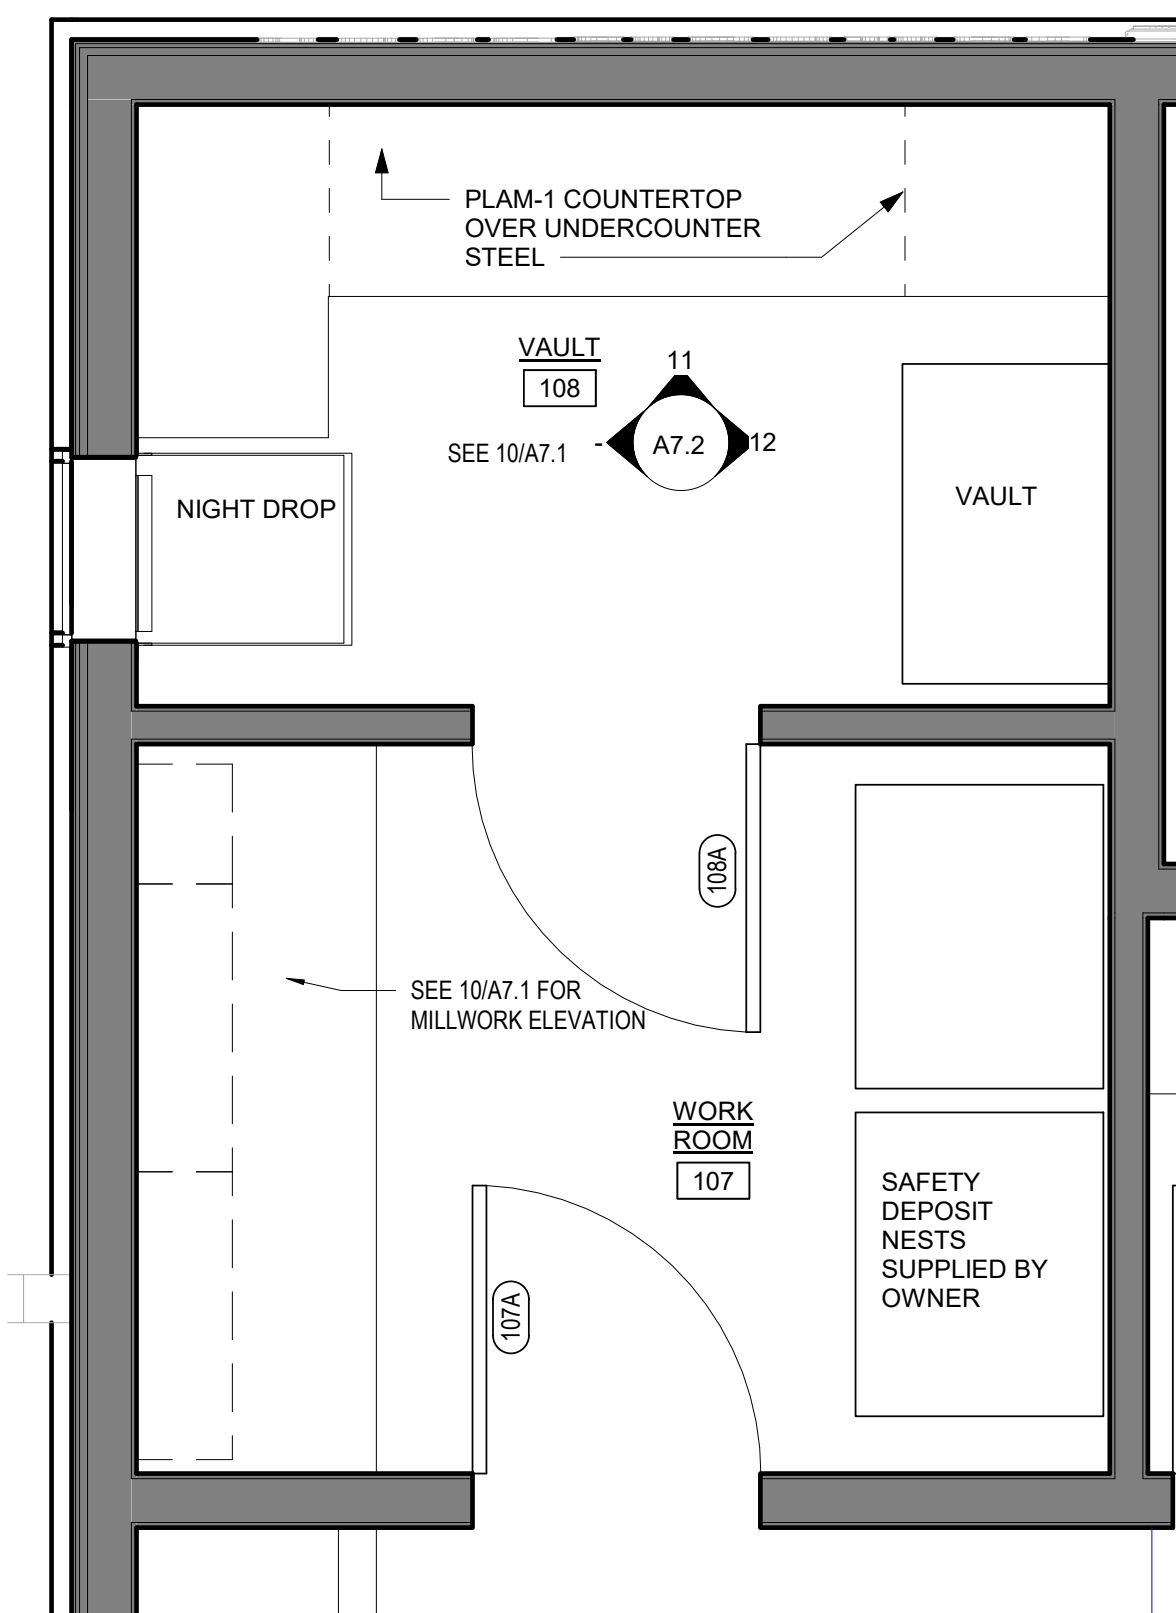 PLAM-1 COUNTERTOP
OVER UNDERCOUNTER
STEEL
VAULT
108
11
SEE 10/A7.1
-
A7.2
12
NIGHT DROP
VAULT
108A
SEE 10/A7.1 FOR
MILLWORK ELEVATION
WORK
ROOM
107
SAFETY
DEPOSIT
NESTS
SUPPLIED BY
OWNER
107A